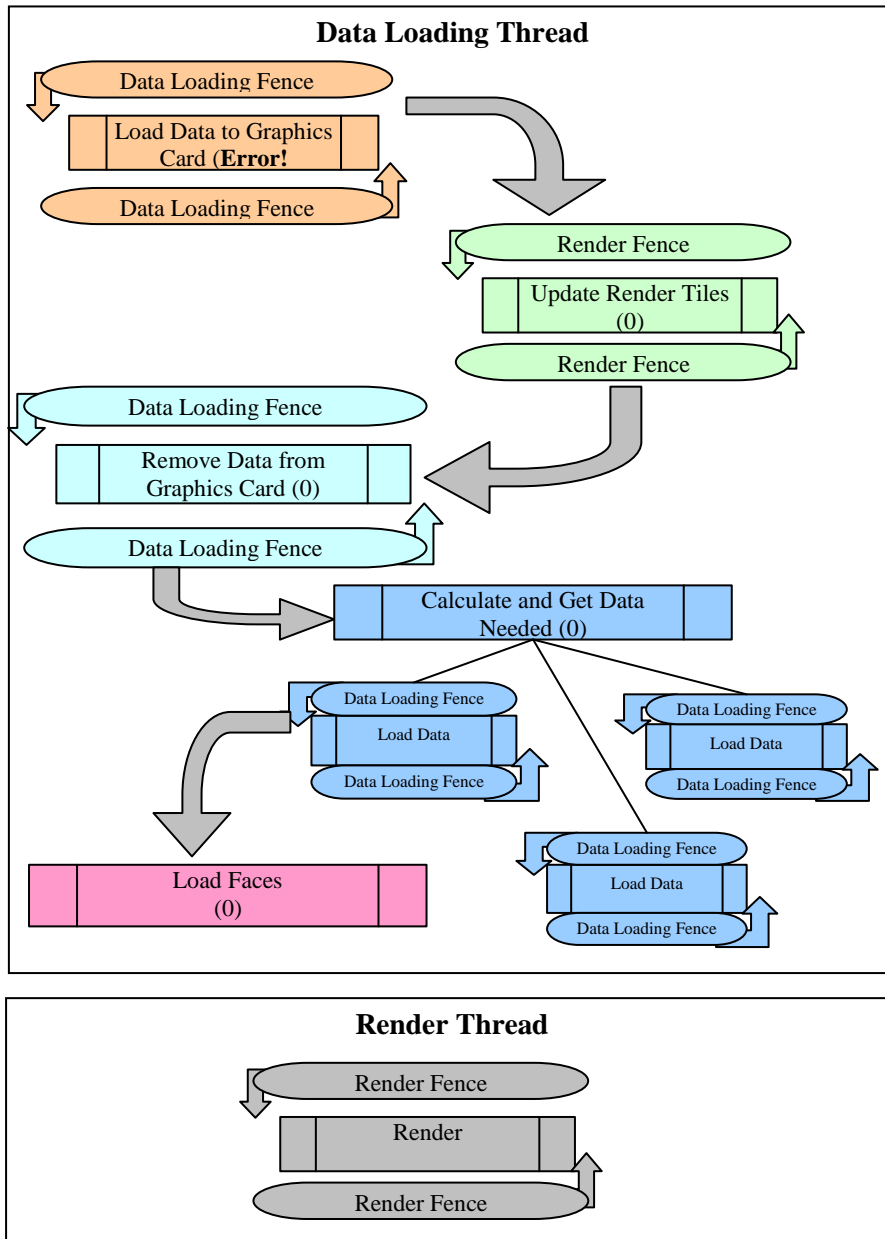 Data Loading Thread
Data Loading Fence
Load Data to Graphics
Card (Error!
Data Loading Fence
Render Fence
Update Render Tiles
(0)
Render Fence
Data Loading Fence
Remove Data from
Graphics Card (0)
Data Loading Fence
Calculate and Get Data
Needed (0)
Data Loading Fence
Load Data
Data Loading Fence
Data Loading Fence
Load Data
Data Loading Fence
Data Loading Fence
Load Data
Data Loading Fence
Load Faces
(0)
Render Thread
Render Fence
Render
Render Fence